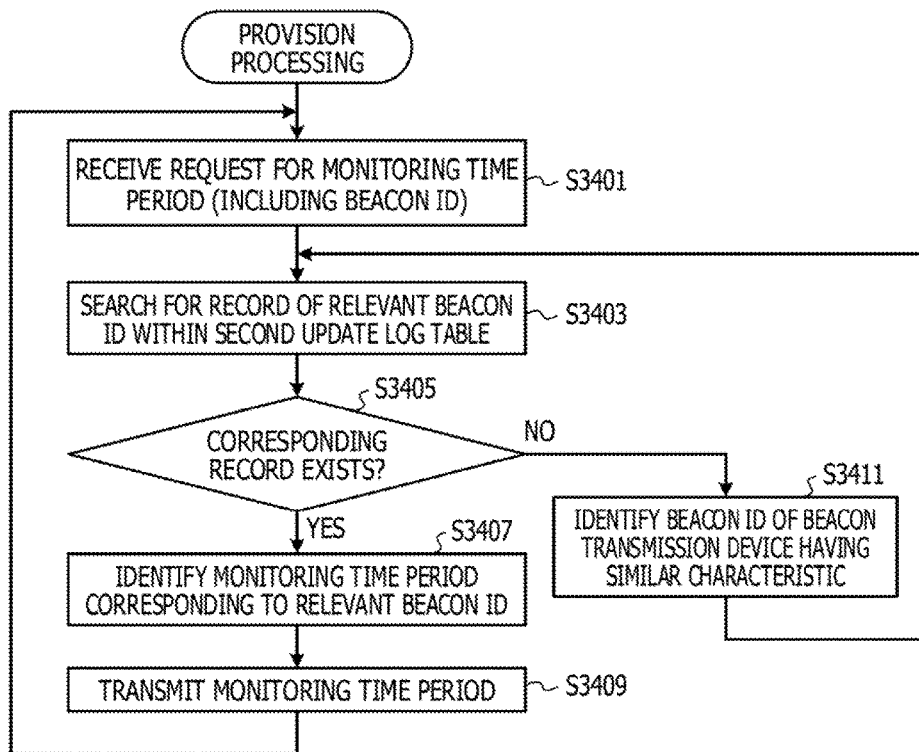 PROVISION
PROCESSING
RECEIVE REQUEST FOR MONITORING TIME
PERIOD (INCLUDING BEACON ID)
S3401
SEARCH FOR RECORD OF RELEVANT BEACON
ID WITHIN SECOND UPDATE LOG TABLE
S3403
S3405
CORRESPONDING
RECORD EXISTS?
NO
YES
S3411
IDENTIFY BEACON ID OF BEACON
TRANSMISSION DEVICE HAVING
SIMILAR CHARACTERISTIC
S3407
IDENTIFY MONITORING TIME PERIOD
CORRESPONDING TO RELEVANT BEACON ID
TRANSMIT MONITORING TIME PERIOD
S3409